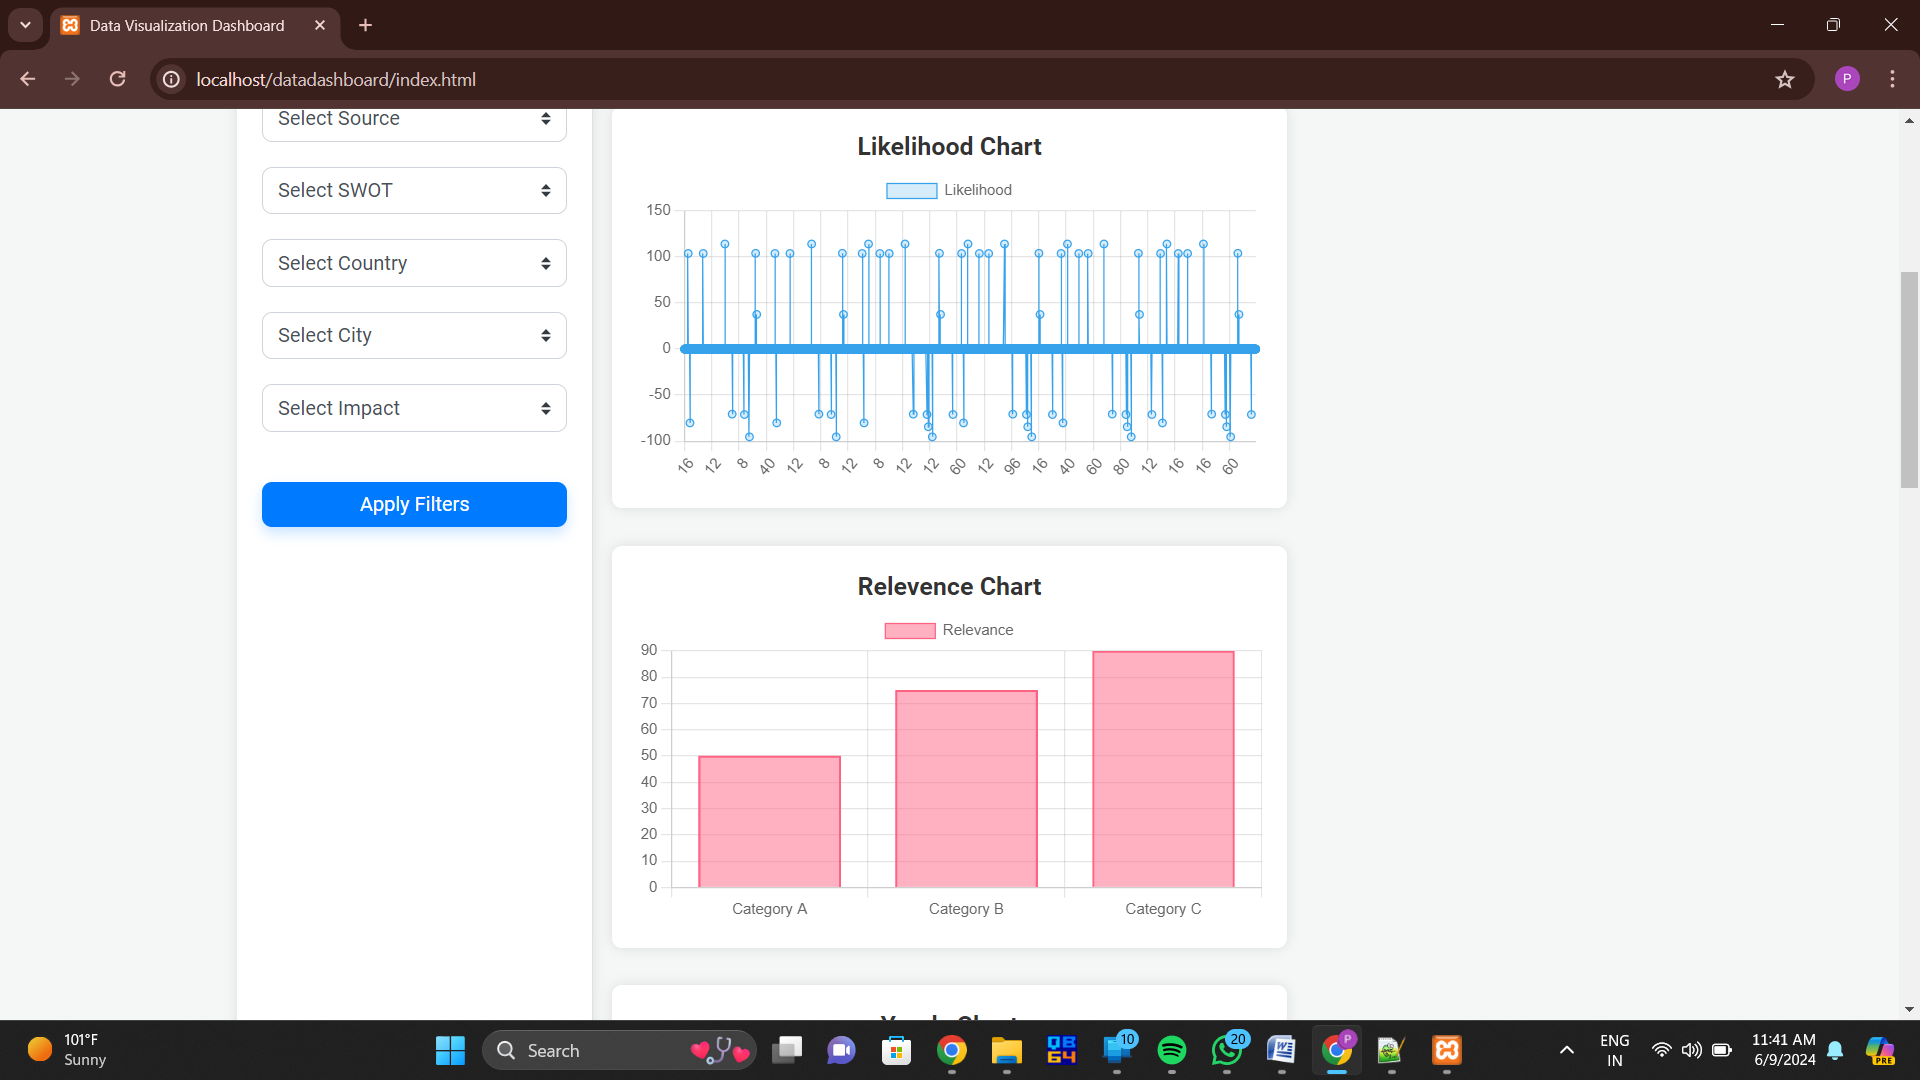 Data Visualization Dashboard
localhost/datadashboard/index.html
P
Select Source
Select SWOT
Select Country
Select City
Select Impact
Apply Filters
Likelihood Chart
Likelihood
150
100
50
0
-50
-100
16 12 8 40 12 8 12 8 12 12 60 12 96 16 40 60 80 12 16 16 60
Relevence Chart
Relevance
90
80
70
60
50
40
30
20
10
0
Category A Category B Category C
101°F
Sunny
Search
QB
64
10
20
P
ENG
IN
11:41 AM
6/9/2024
PRE